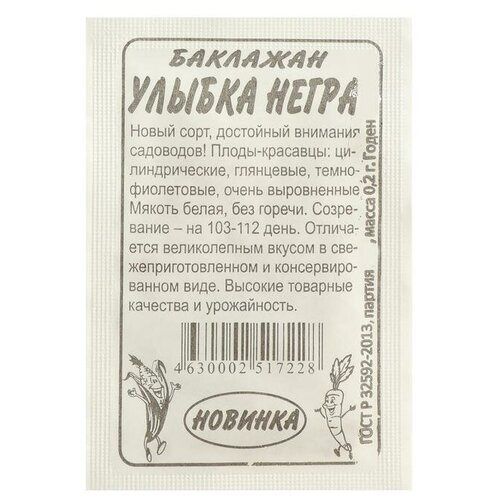 БАКЛАЖАН
УЛЫБКА НЕГРА
Новый сорт, достойный внимания
садоводов! Плоды-красавцы: ци-
линдрические, глянцевые, темно-
фиолетовые, очень выровненные
Мякоть белая, без горечи. Созре-
вание – на 103-112 день. Отлича-
ется великолепным вкусом в све-
жеприготовленном и консервиро-
ванном виде. Высокие товарные
качества и урожайность.
4 630002 517228
НОВИНКА
ГОСТ Р 32592-2013, партия
, масса 0,2 г. Годен